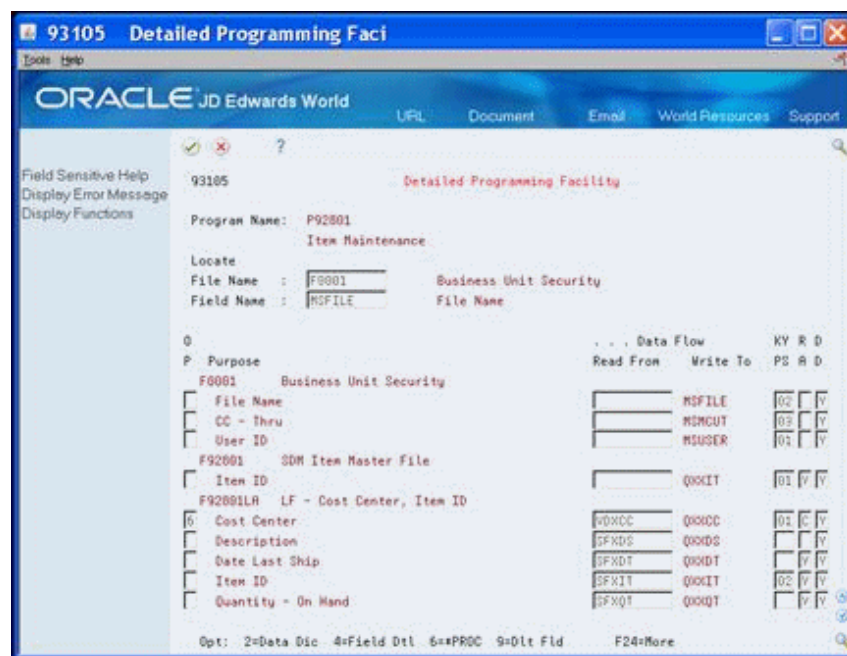 93105 Detailed Programming Faci
Tools Help
ORACLE JD Edwards World
URL Document Email World Resources Support
?
Field Sensitive Help
Display Error Message
Display Functions
93105 Detailed Programming Facility
Program Name: P92801
Item Maintenance
Locate
File Name : F0001 Business Unit Security
Field Name : MSFILE File Name
O . . . Data Flow KY R D
P Purpose Read From Write To PS A D
F0001 Business Unit Security
File Name MSFILE 02 Y
CC - Thru MSMCUT 03 Y
User ID MSUSER 01 Y
F92801 SDM Item Master File
Item ID QXXIT 01 V Y
F92801LA LF - Cost Center, Item ID
6 Cost Center VDXCC QXXCC 01 C Y
Description SFXDS QXXDS Y
Date Last Ship SFXDT QXXDT V Y
Item ID SFXIT QXXIT 02 V Y
Quantity - On Hand SFXQT QXXQT V Y
Opt: 2=Data Dic 4=Field Dtl 6=*PROC 9=Dlt Fld F24=More